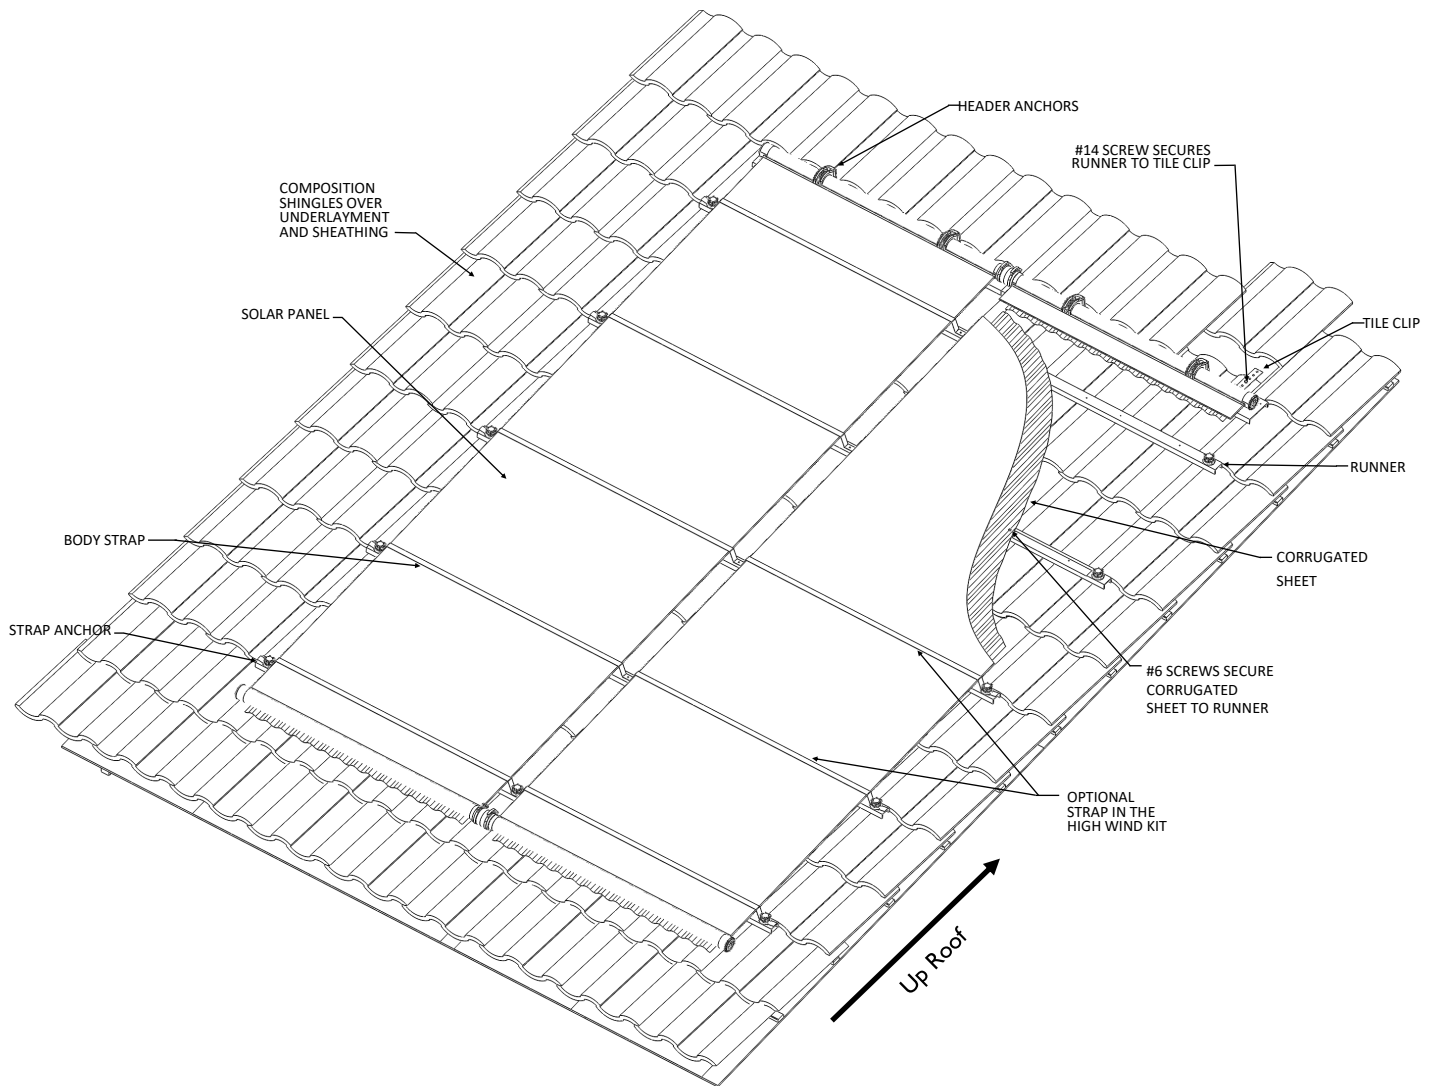 HEADER ANCHORS
#14 SCREW SECURES
RUNNER TO TILE CLIP
COMPOSITION
SHINGLES OVER
UNDERLAYMENT
AND SHEATHING
SOLAR PANEL
TILE CLIP
RUNNER
BODY STRAP
CORRUGATED
SHEET
STRAP ANCHOR
#6 SCREWS SECURE
CORRUGATED
SHEET TO RUNNER
OPTIONAL
STRAP IN THE
HIGH WIND KIT
Up Roof